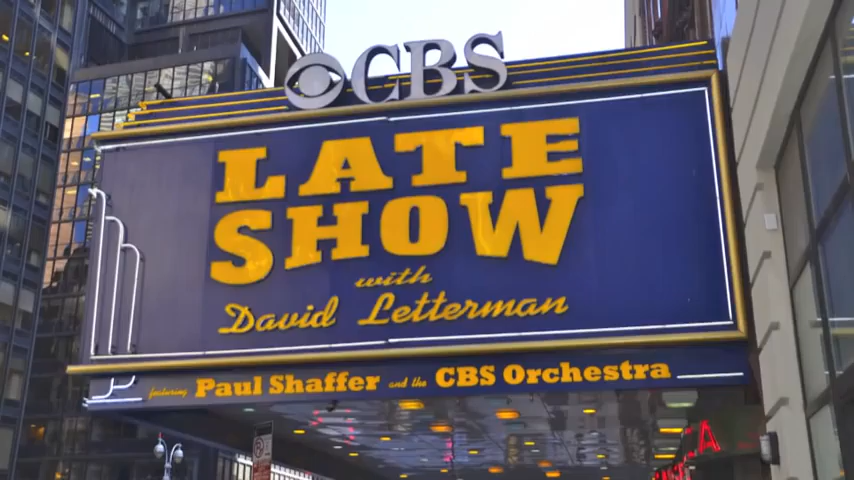 CBS
LATE
SHOW
with
David Letterman
featuring Paul Shaffer and the CBS Orchestra